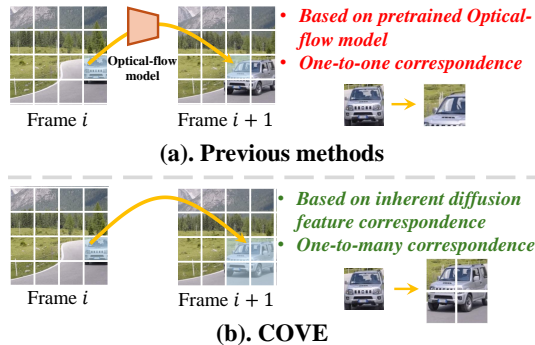 Optical-flow
model
Frame i
Frame i + 1
• Based on pretrained Optical-
flow model
• One-to-one correspondence
(a). Previous methods
Frame i
Frame i + 1
• Based on inherent diffusion
feature correspondence
• One-to-many correspondence
(b). COVE